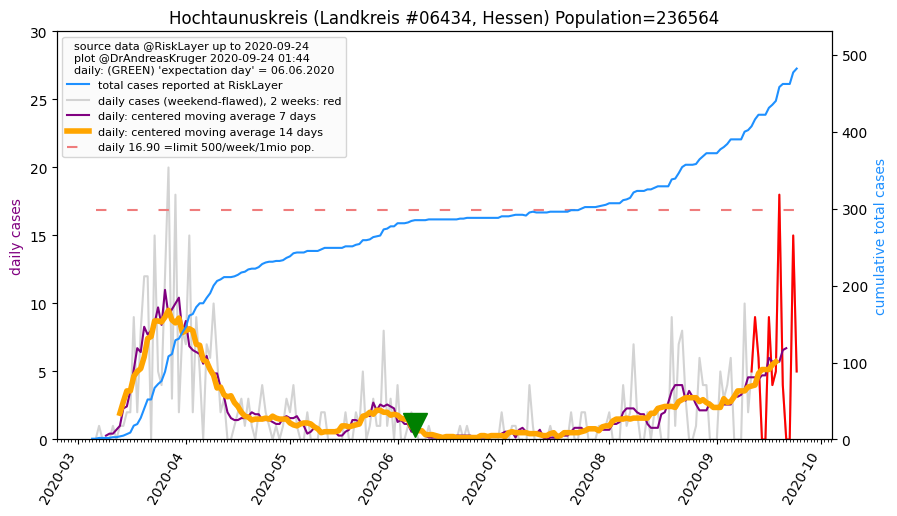 Hochtaunuskreis (Landkreis #06434, Hessen) Population=236564
source data @RiskLayer up to 2020-09-24
plot @DrAndreasKruger 2020-09-24 01:44
daily: (GREEN) 'expectation day' = 06.06.2020
total cases reported at RiskLayer
daily cases (weekend-flawed), 2 weeks: red
daily: centered moving average 7 days
daily: centered moving average 14 days
daily 16.90 =limit 500/week/1mio pop.
daily cases
30
25
20
15
10
5
0
cumulative total cases
500
400
300
200
100
0
2020-03
2020-04
2020-05
2020-06
2020-07
2020-08
2020-09
2020-10